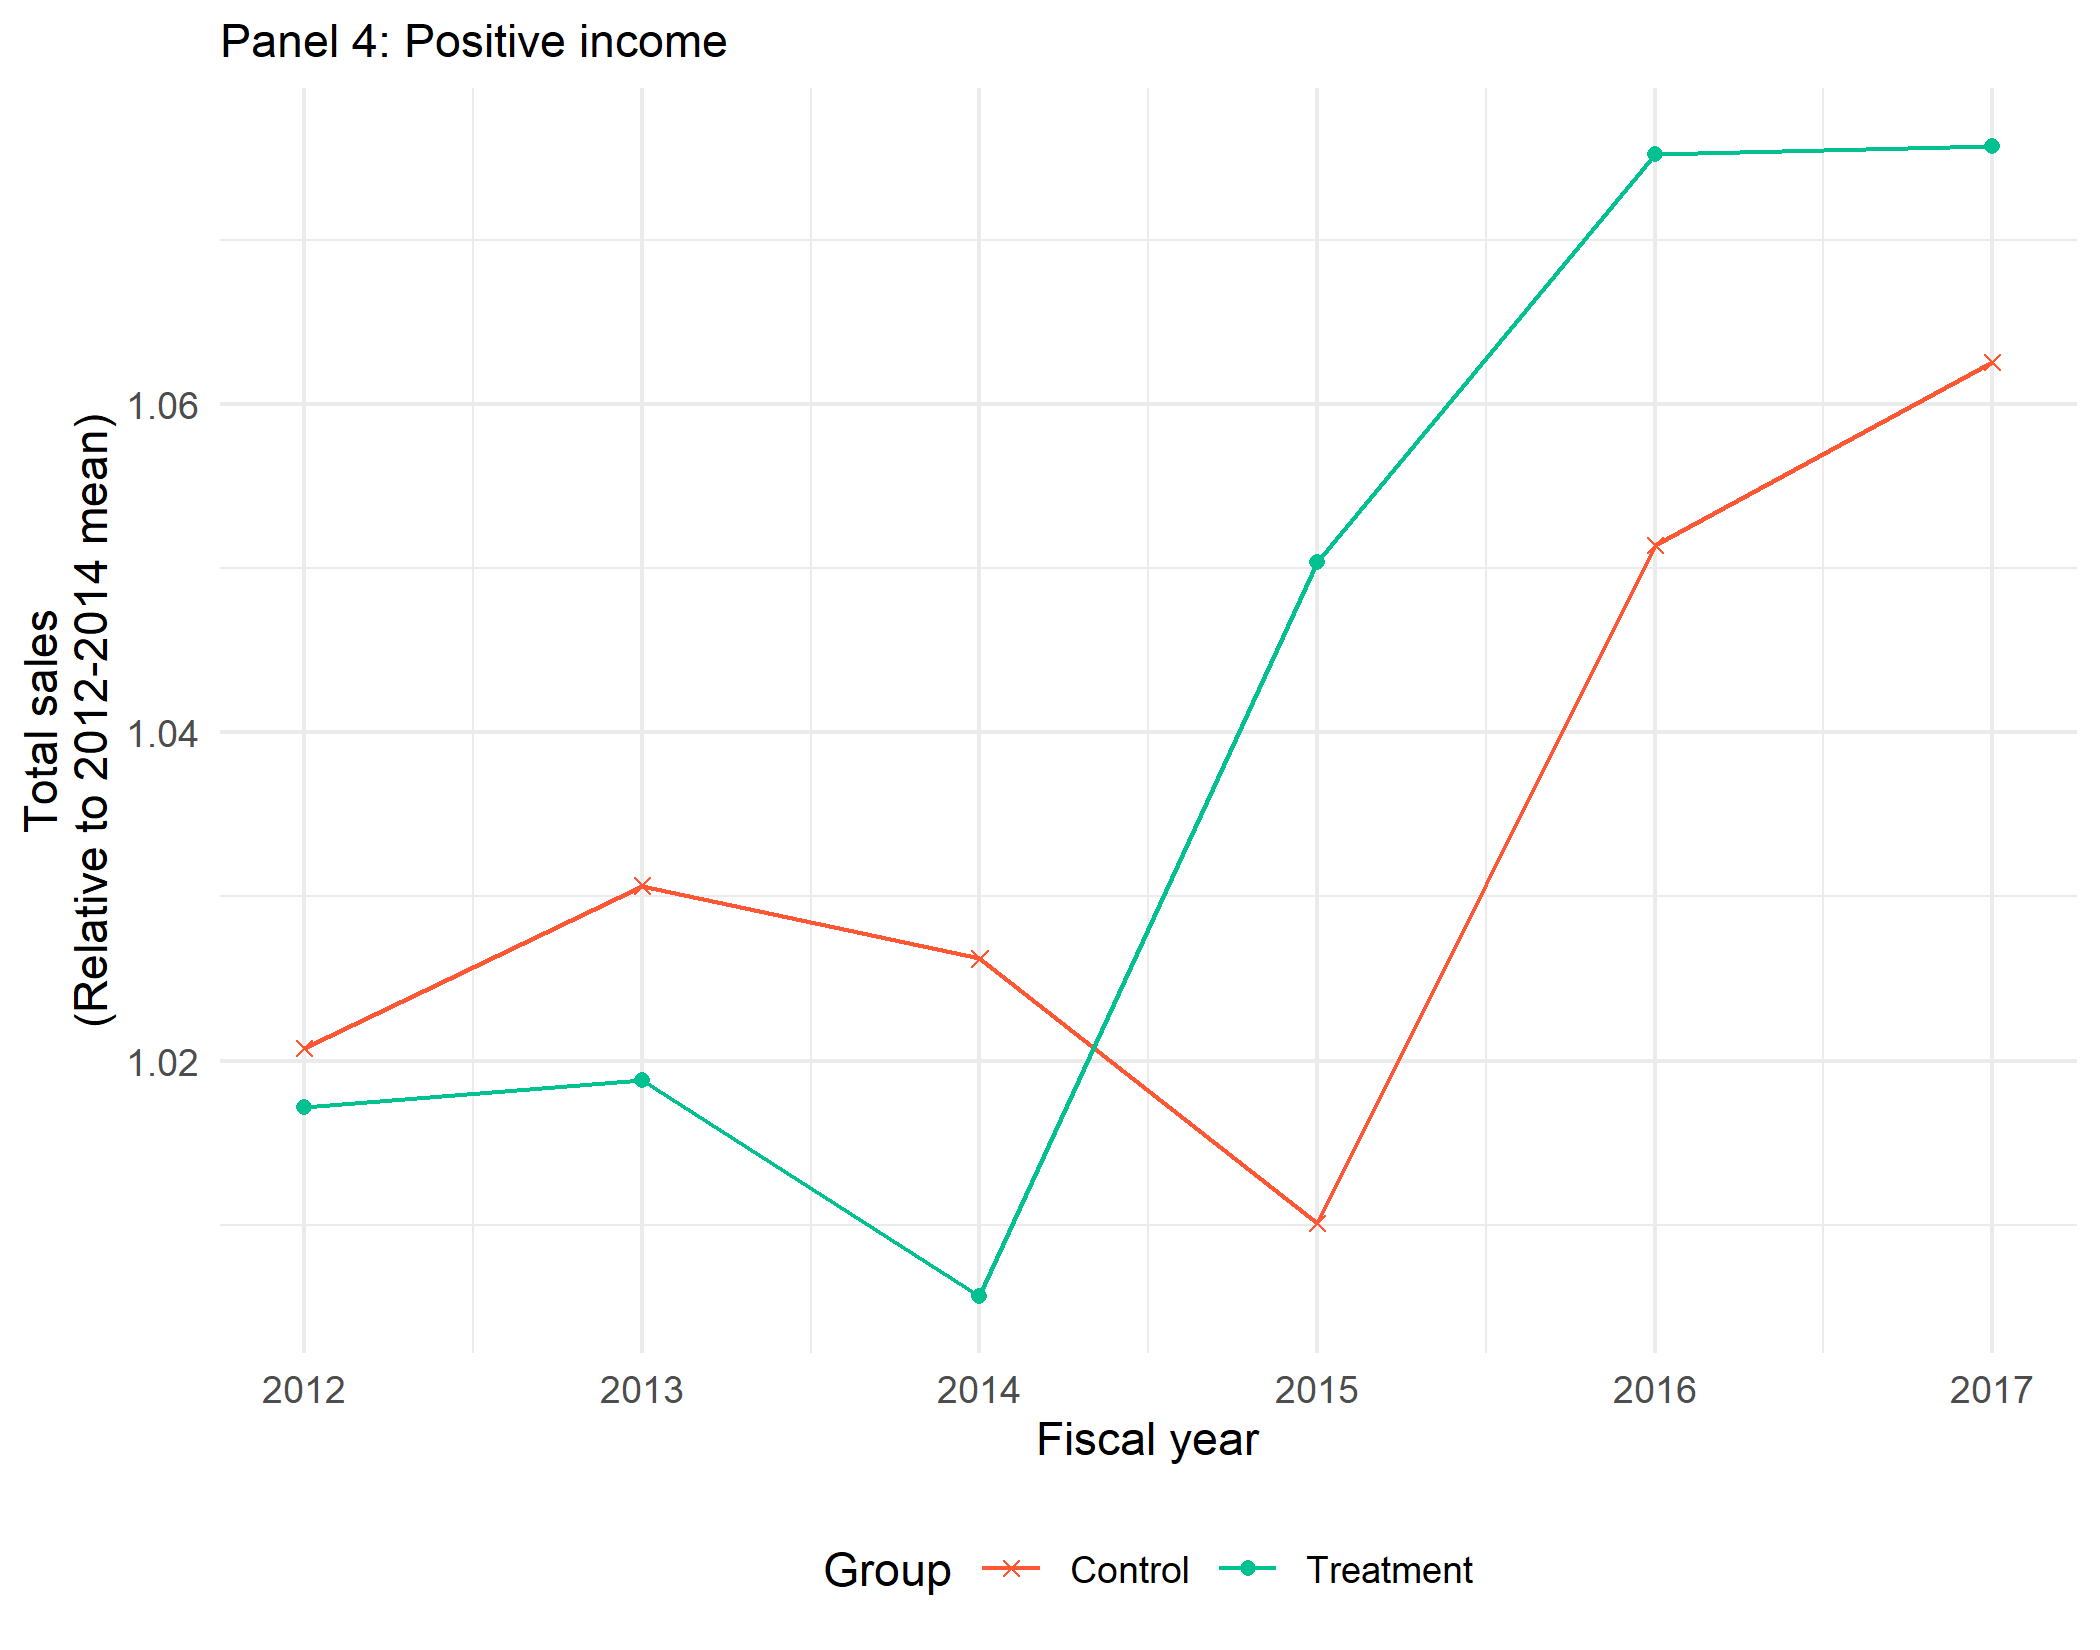 Panel 4: Positive income
Total sales
(Relative to 2012-2014 mean)
1.06
1.04
1.02
2012 2013 2014 2015 2016 2017
Fiscal year
Group Control Treatment